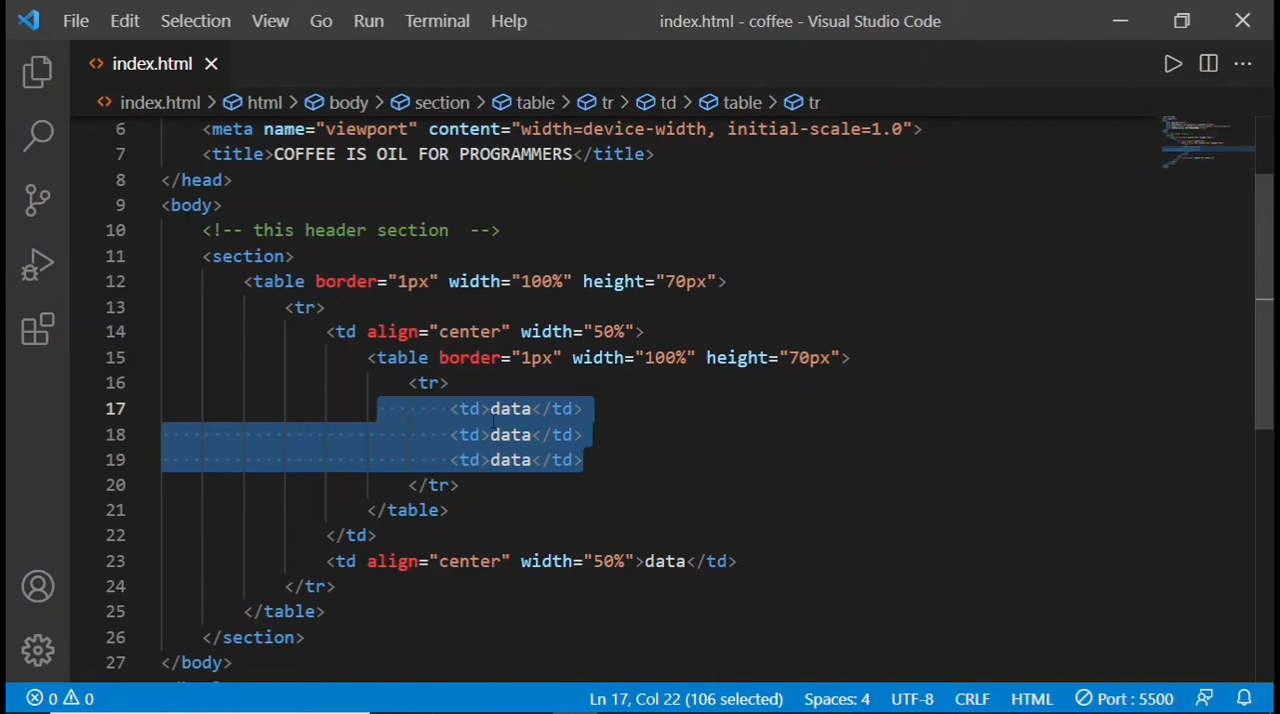 File Edit Selection View Go Run Terminal Help index.html - coffee - Visual Studio Code
index.html
index.html > html > body > section > table > tr > td > table > tr
6 <meta name="viewport" content="width=device-width, initial-scale=1.0">
7 <title>COFFEE IS OIL FOR PROGRAMMERS</title>
8 </head>
9 <body>
10 <!-- this header section  -->
11 <section>
12 <table border="1px" width="100%" height="70px">
13 <tr>
14 <td align="center" width="50%">
15 <table border="1px" width="100%" height="70px">
16 <tr>
17 <td>data</td>
18 <td>data</td>
19 <td>data</td>
20 </tr>
21 </table>
22 </td>
23 <td align="center" width="50%">data</td>
24 </tr>
25 </table>
26 </section>
27 </body>
0 0 Ln 17, Col 22 (106 selected) Spaces: 4 UTF-8 CRLF HTML Port : 5500